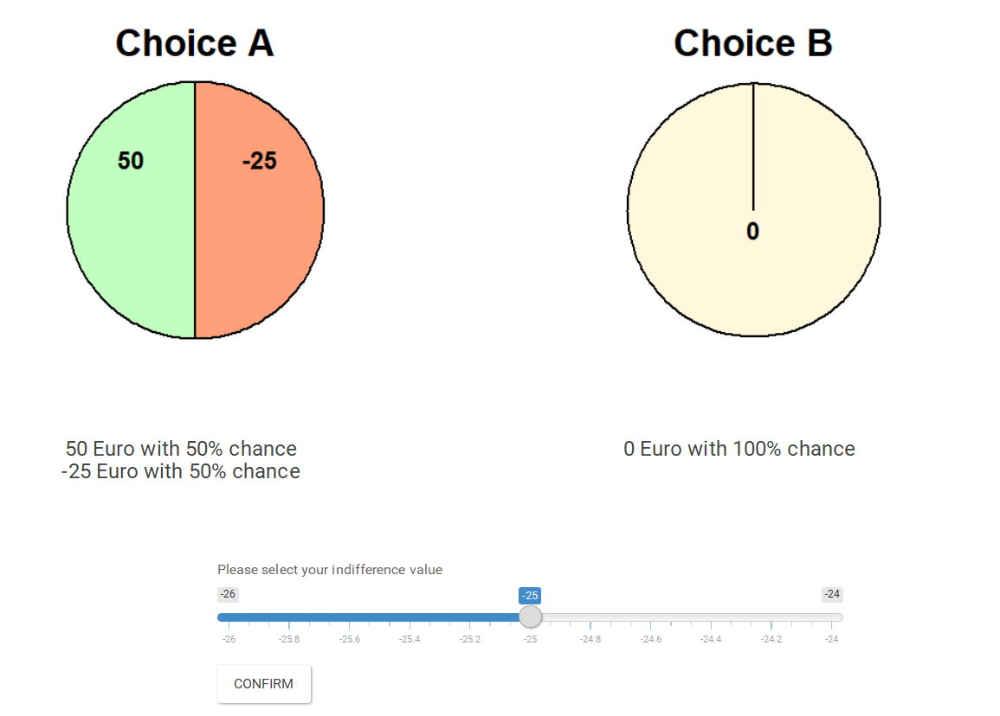 Choice A
Choice B
50
-25
0
50 Euro with 50% chance
-25 Euro with 50% chance
0 Euro with 100% chance
Please select your indifference value
-26
-25
-24
-26
-25.8
-25.6
-25.4
-25.2
-25
-24.8
-24.6
-24.4
-24.2
-24
CONFIRM